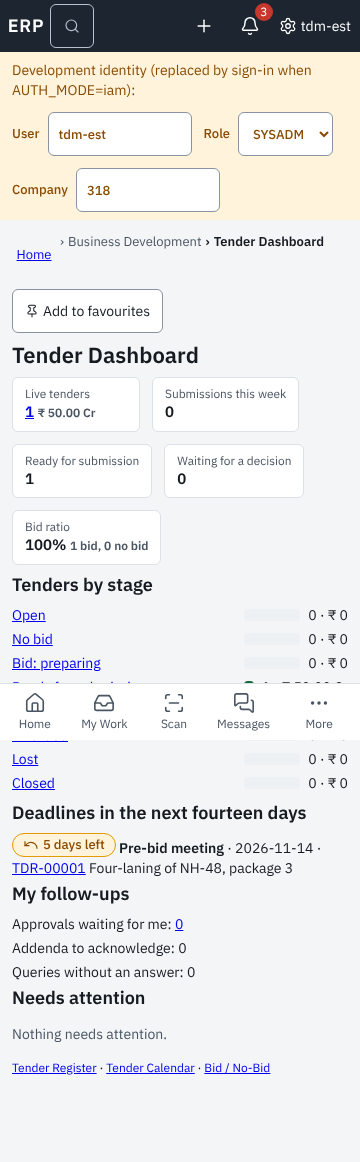 ERP
3
tdm-est
Development identity (replaced by sign-in when
AUTH_MODE=iam):
User tdm-est Role SYSADM
Company 318
› Business Development › Tender Dashboard
Home
Add to favourites
Tender Dashboard
Live tenders
1 ₹ 50.00 Cr
Submissions this week
0
Ready for submission
1
Waiting for a decision
0
Bid ratio
100% 1 bid, 0 no bid
Tenders by stage
Open 0 · ₹ 0
No bid 0 · ₹ 0
Bid: preparing 0 · ₹ 0
Home My Work Scan Messages More
Lost 0 · ₹ 0
Closed 0 · ₹ 0
Deadlines in the next fourteen days
5 days left Pre-bid meeting · 2026-11-14 ·
TDR-00001 Four-laning of NH-48, package 3
My follow-ups
Approvals waiting for me: 0
Addenda to acknowledge: 0
Queries without an answer: 0
Needs attention
Nothing needs attention.
Tender Register · Tender Calendar · Bid / No-Bid